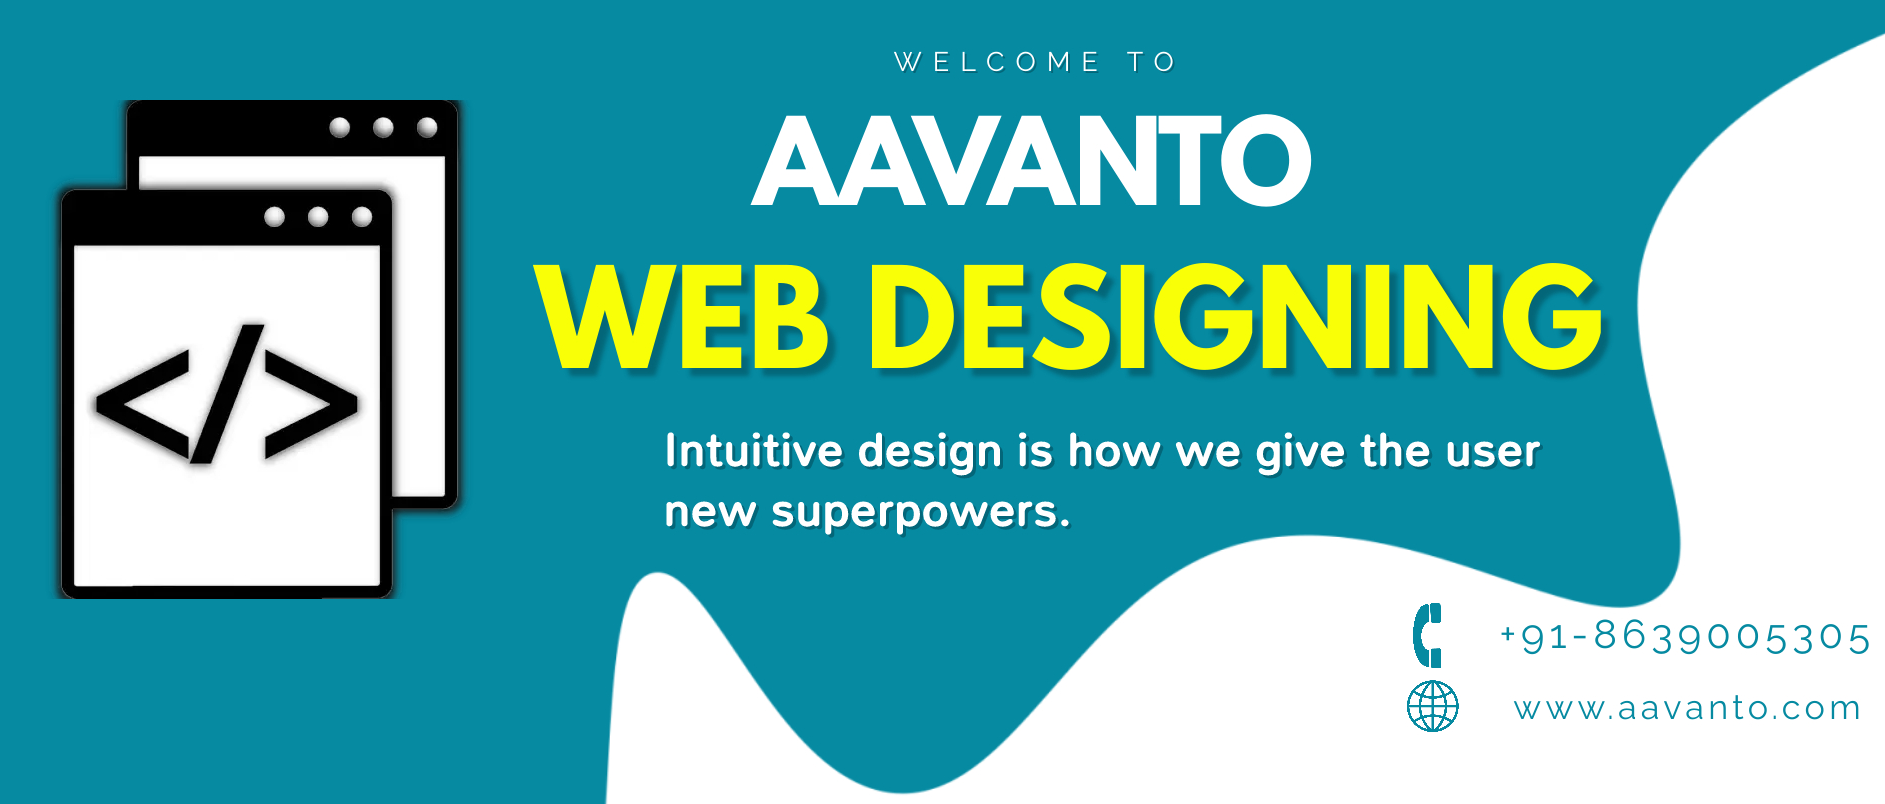 WELCOME TO
AAVANTO
WEB DESIGNING
Intuitive design is how we give the user
new superpowers.
</>
+91-8639005305
www.aavanto.com